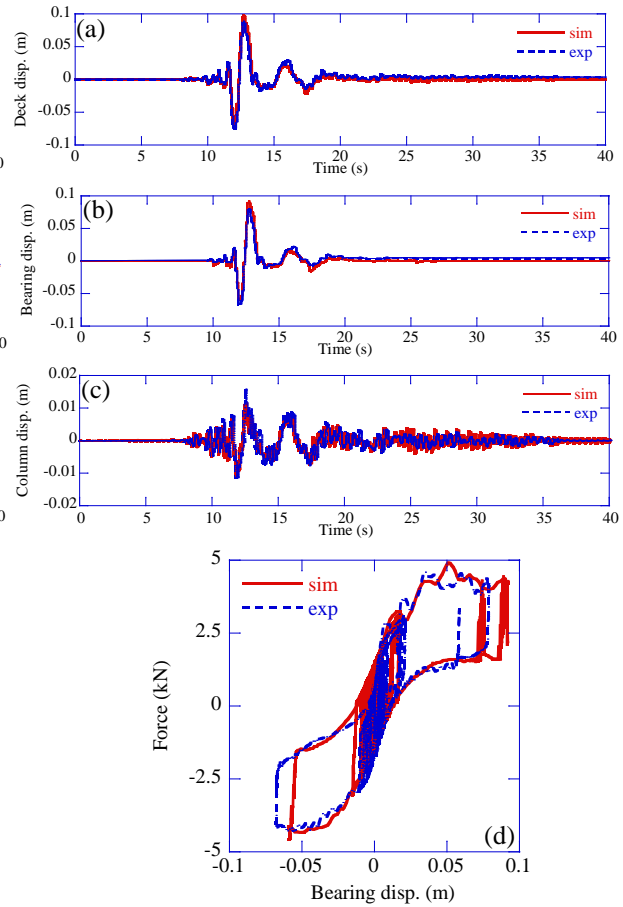 0.1
(a)
sim
exp
0.05
0
-0.05
-0.1
Deck disp. (m)
0 5 10 15 20 25 30 35 40
Time (s)
0
0.1
(b)
sim
exp
0.05
0
-0.05
-0.1
Bearing disp. (m)
0 5 10 15 20 25 30 35 40
Time (s)
0
0.02
(c)
sim
exp
0.01
0
-0.01
-0.02
Column disp. (m)
0 5 10 15 20 25 30 35 40
Time (s)
0
5
sim
exp
2.5
0
-2.5
-5
Force (kN)
(d)
-0.1 -0.05 0 0.05 0.1
Bearing disp. (m)